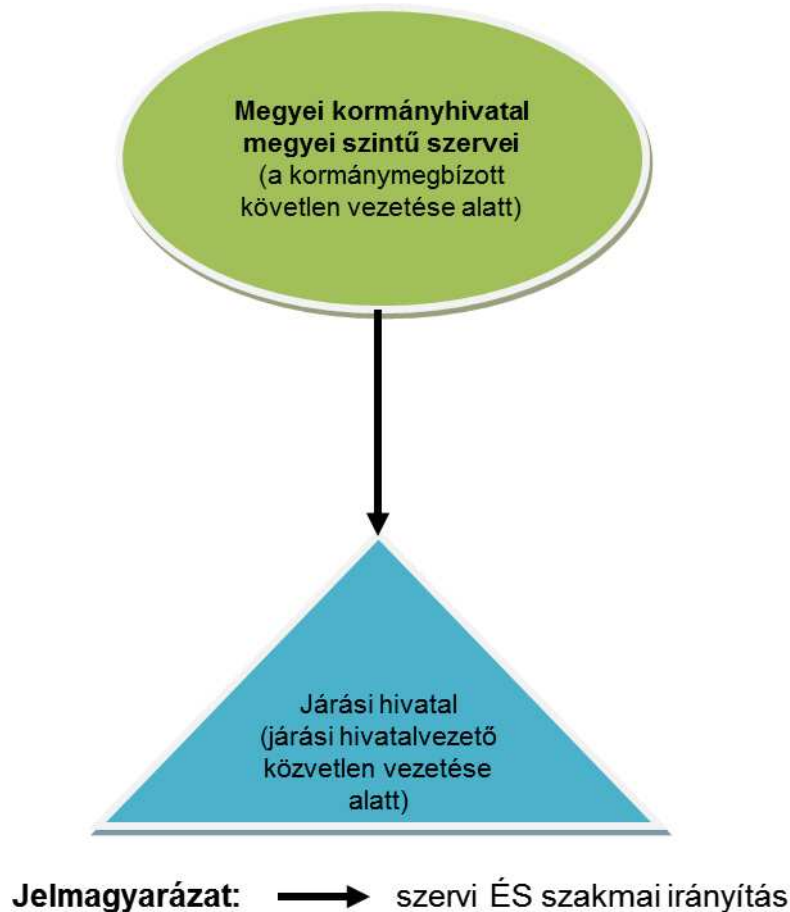 Megyei kormányhivatal
megyei szintű szervei
(a kormánymegbízott
követlen vezetése alatt)
Járási hivatal
(járási hivatalvezető
közvetlen vezetése
alatt)
Jelmagyarázat: szervi ÉS szakmai irányítás